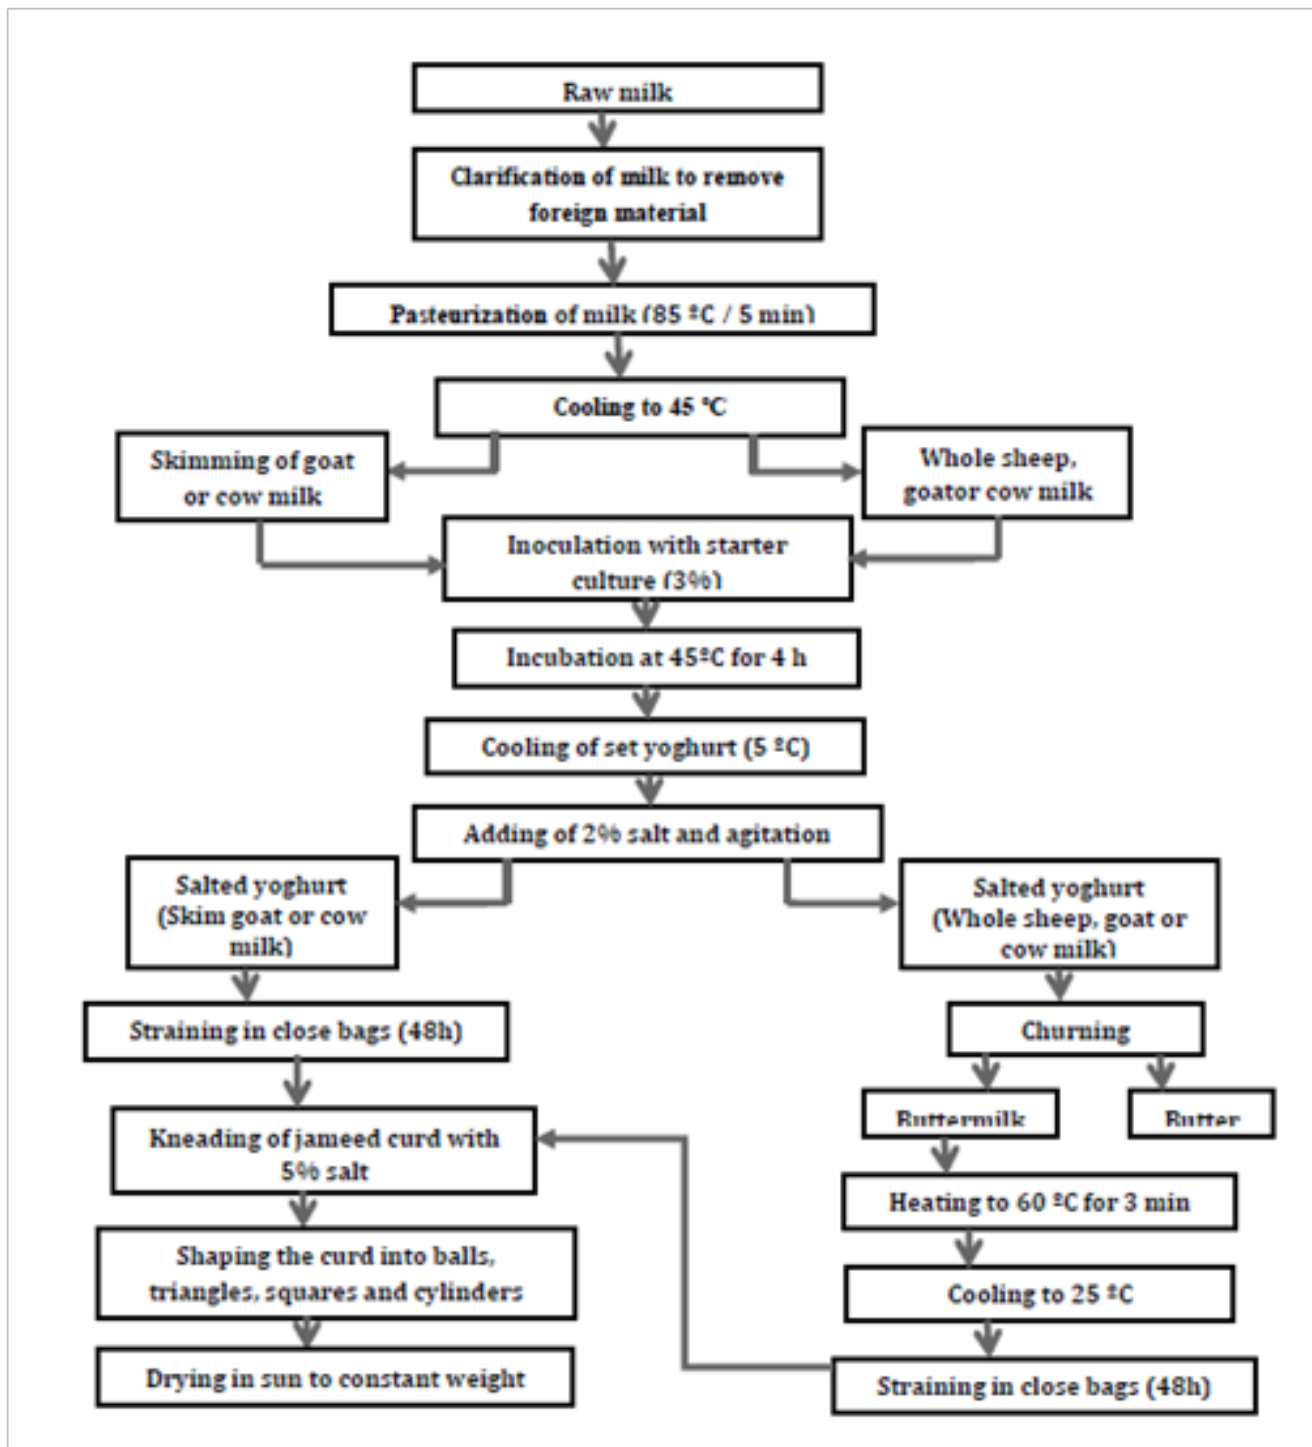 Raw milk
Clarification of milk to remove
foreign material
Pasteurization of milk (85 ºC / 5 min)
Cooling to 45 ºC
Skimming of goat
or cow milk
Whole sheep,
goator cow milk
Inoculation with starter
culture (3%)
Incubation at 45ºC for 4 h
Cooling of set yoghurt (5 ºC)
Adding of 2% salt and agitation
Salted yoghurt
(Skim goat or cow
milk)
Salted yoghurt
(Whole sheep, goat or
cow milk)
Straining in close bags (48h)
Churning
Buttermilk
Butter
Kneading of jameed curd with
5% salt
Heating to 60 ºC for 3 min
Shaping the curd into balls,
triangles, squares and cylinders
Cooling to 25 ºC
Drying in sun to constant weight
Straining in close bags (48h)